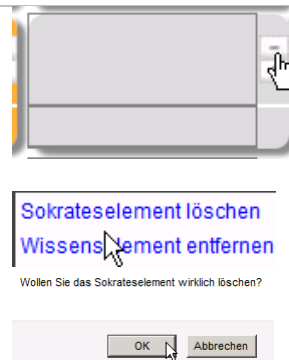 Sokrateselement löschen
Wissenselement entfernen
Wollen Sie das Sokrateselement wirklich löschen?
OK Abbrechen